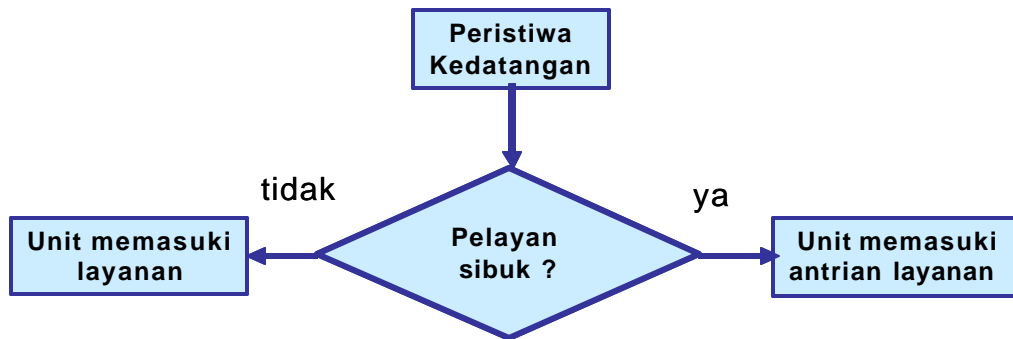 Peristiwa
Kedatangan
tidak
ya
Unit memasuki
layanan
Pelayan
sibuk ?
Unit memasuki
antrian layanan